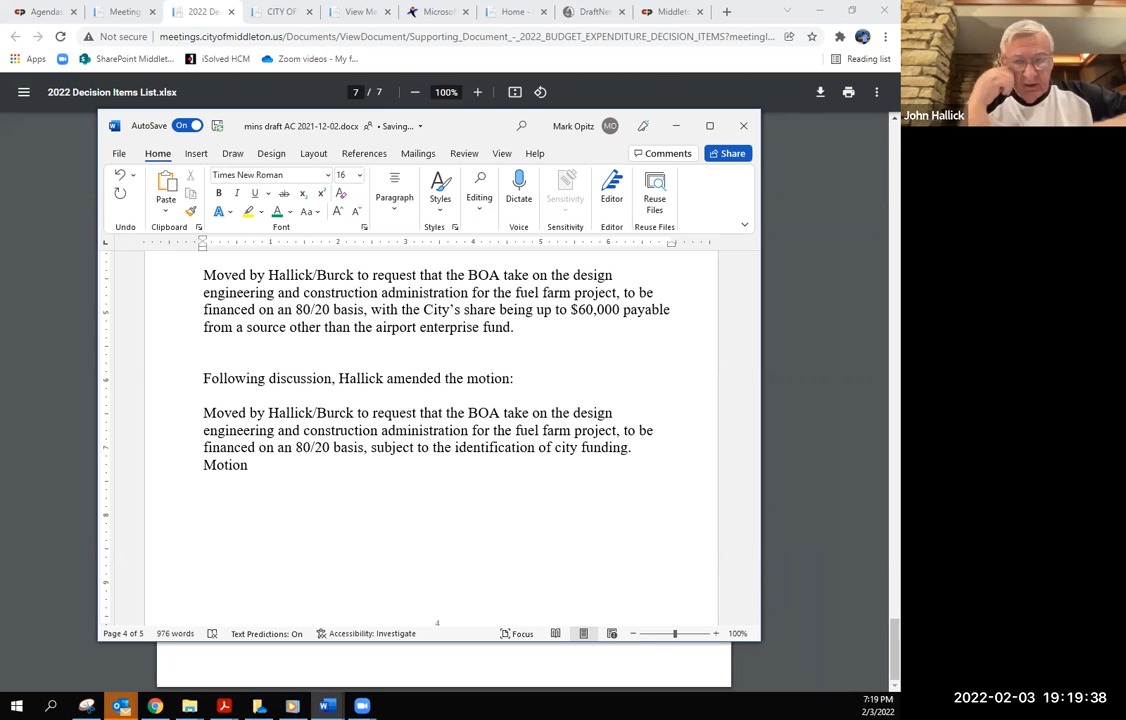 Agendas
Meeting
2022 De
CITY OF
View Me
Microsof
Home -
DraftNe
Middlet
Not secure
meetings.cityofmiddleton.us/Documents/ViewDocument/Supporting_Document_-_2022_BUDGET_EXPENDITURE_DECISION_ITEMS?meetingI...
Apps
SharePoint Middlet...
iSolved HCM
Zoom videos - My f...
Reading list
2022 Decision Items List.xlsx
7 / 7
100%
John Hallick
AutoSave On
mins draft AC 2021-12-02.docx
• Saving...
Mark Opitz
MO
File Home Insert Draw Design Layout References Mailings Review View Help
Comments
Share
Times New Roman
16
Paste
Paragraph
Styles
Editing
Dictate
Sensitivity
Editor
Reuse Files
Undo
Clipboard
Font
Styles
Voice
Sensitivity
Editor
Reuse Files
Moved by Hallick/Burck to request that the BOA take on the design
engineering and construction administration for the fuel farm project, to be
financed on an 80/20 basis, with the City's share being up to $60,000 payable
from a source other than the airport enterprise fund.
Following discussion, Hallick amended the motion:
Moved by Hallick/Burck to request that the BOA take on the design
engineering and construction administration for the fuel farm project, to be
financed on an 80/20 basis, subject to the identification of city funding.
Motion
4
Page 4 of 5
976 words
Text Predictions: On
Accessibility: Investigate
Focus
100%
7:19 PM
2/3/2022
2022-02-03 19:19:38